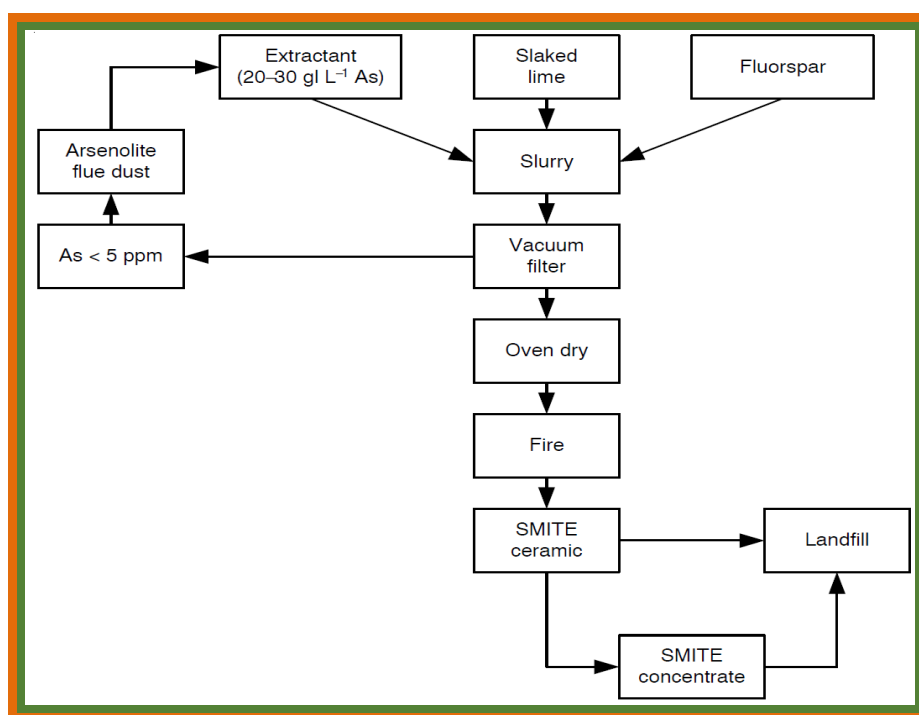 Extractant
(20–30 gl L⁻¹ As)
Slaked
lime
Fluorspar
Arsenolite
flue dust
Slurry
As < 5 ppm
Vacuum
filter
Oven dry
Fire
SMITE
ceramic
Landfill
SMITE
concentrate